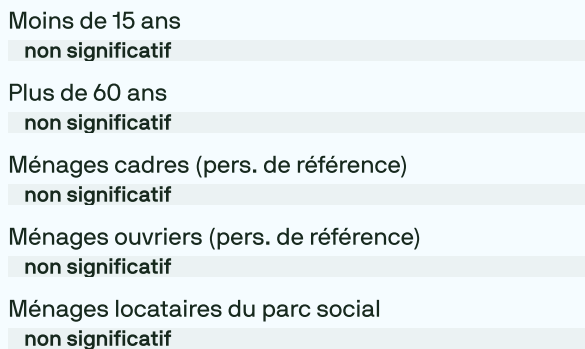 Moins de 15 ans
non significatif
Plus de 60 ans
non significatif
Ménages cadres (pers. de référence)
non significatif
Ménages ouvriers (pers. de référence)
non significatif
Ménages locataires du parc social
non significatif